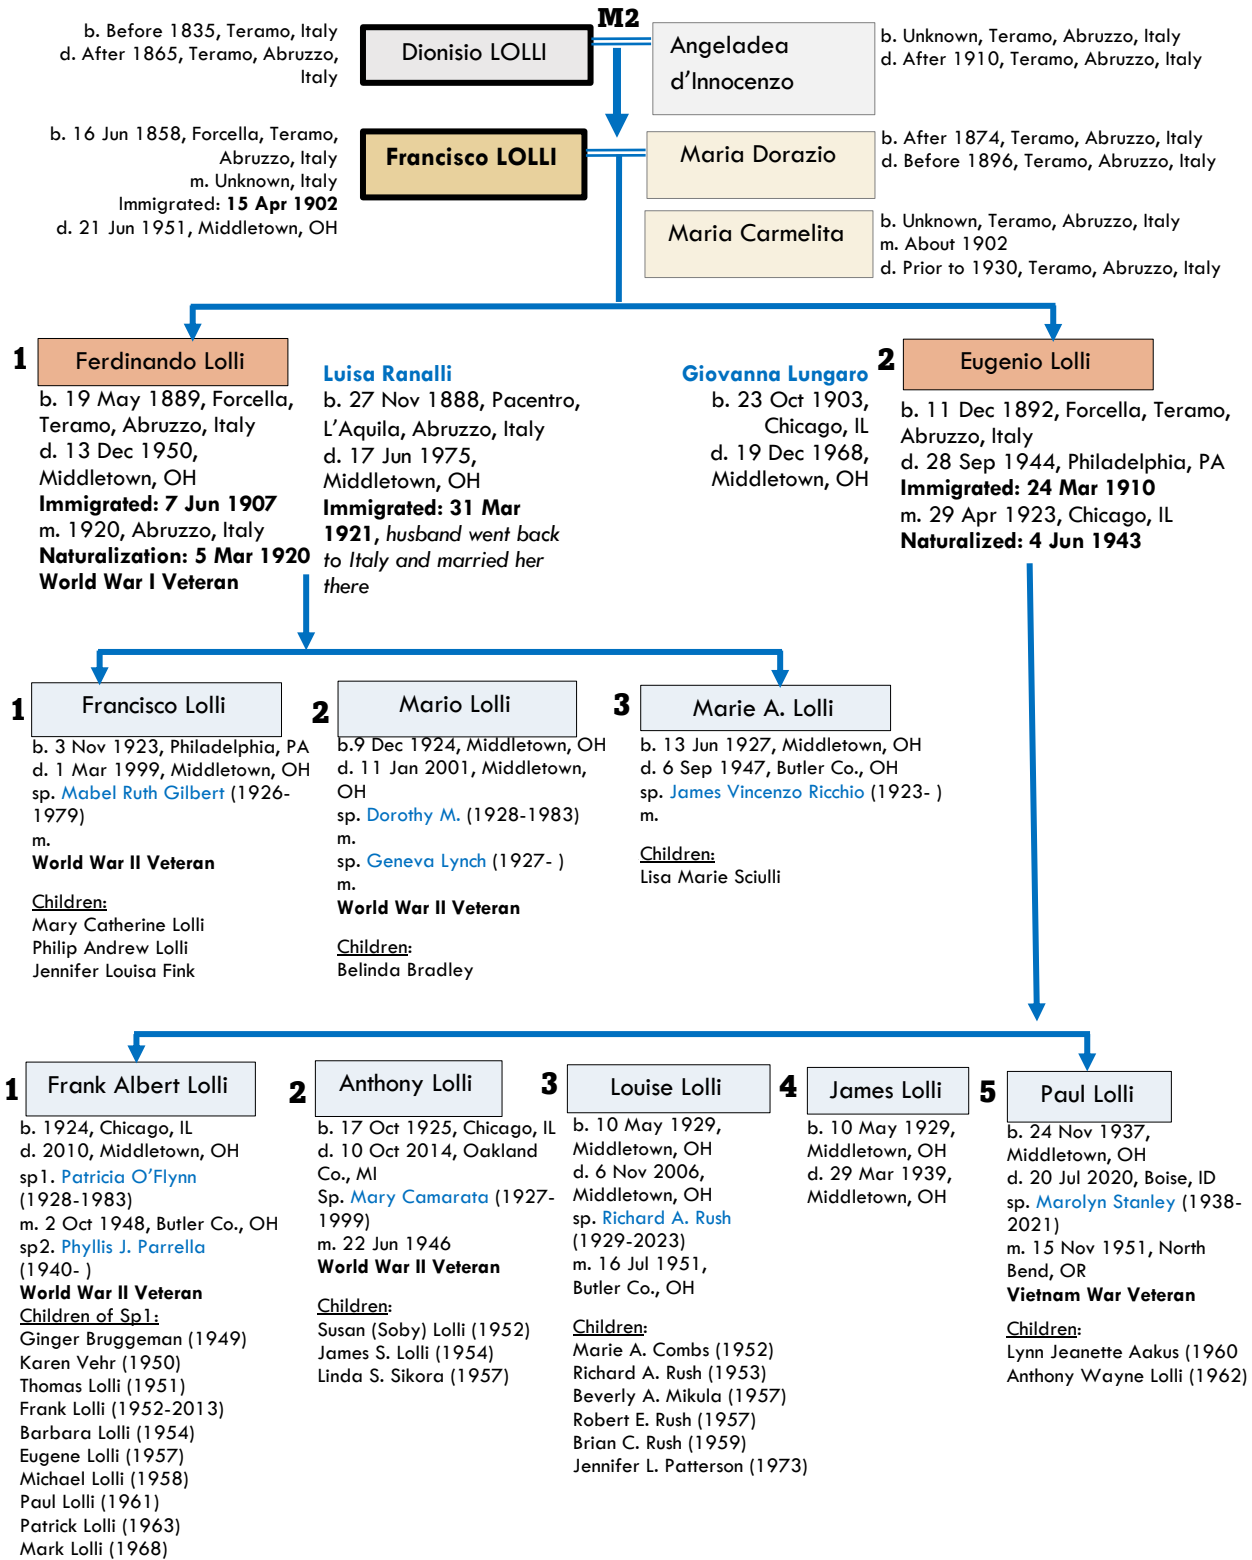 M2
b. Before 1835, Teramo, Italy
d. After 1865, Teramo, Abruzzo,
Italy
Dionisio LOLLI
Angeladea
d'Innocenzo
b. Unknown, Teramo, Abruzzo, Italy
d. After 1910, Teramo, Abruzzo, Italy
b. 16 Jun 1858, Forcella, Teramo,
Abruzzo, Italy
m. Unknown, Italy
Immigrated: 15 Apr 1902
d. 21 Jun 1951, Middletown, OH
Francisco LOLLI
Maria Dorazio
b. After 1874, Teramo, Abruzzo, Italy
d. Before 1896, Teramo, Abruzzo, Italy
Maria Carmelita
b. Unknown, Teramo, Abruzzo, Italy
m. About 1902
d. Prior to 1930, Teramo, Abruzzo, Italy
1
Ferdinando Lolli
b. 19 May 1889, Forcella,
Teramo, Abruzzo, Italy
d. 13 Dec 1950,
Middletown, OH
Immigrated: 7 Jun 1907
m. 1920, Abruzzo, Italy
Naturalization: 5 Mar 1920
World War I Veteran
Luisa Ranalli
b. 27 Nov 1888, Pacentro,
L'Aquila, Abruzzo, Italy
d. 17 Jun 1975,
Middletown, OH
Immigrated: 31 Mar
1921, husband went back
to Italy and married her
there
Giovanna Lungaro
b. 23 Oct 1903,
Chicago, IL
d. 19 Dec 1968,
Middletown, OH
2
Eugenio Lolli
b. 11 Dec 1892, Forcella, Teramo,
Abruzzo, Italy
d. 28 Sep 1944, Philadelphia, PA
Immigrated: 24 Mar 1910
m. 29 Apr 1923, Chicago, IL
Naturalized: 4 Jun 1943
1
Francisco Lolli
b. 3 Nov 1923, Philadelphia, PA
d. 1 Mar 1999, Middletown, OH
sp. Mabel Ruth Gilbert (1926-
1979)
m.
World War II Veteran
Children:
Mary Catherine Lolli
Philip Andrew Lolli
Jennifer Louisa Fink
2
Mario Lolli
b.9 Dec 1924, Middletown, OH
d. 11 Jan 2001, Middletown,
OH
sp. Dorothy M. (1928-1983)
m.
sp. Geneva Lynch (1927- )
m.
World War II Veteran
Children:
Belinda Bradley
3
Marie A. Lolli
b. 13 Jun 1927, Middletown, OH
d. 6 Sep 1947, Butler Co., OH
sp. James Vincenzo Ricchio (1923- )
m.
Children:
Lisa Marie Sciulli
1
Frank Albert Lolli
b. 1924, Chicago, IL
d. 2010, Middletown, OH
sp1. Patricia O'Flynn
(1928-1983)
m. 2 Oct 1948, Butler Co., OH
sp2. Phyllis J. Parrella
(1940- )
World War II Veteran
Children of Sp1:
Ginger Bruggeman (1949)
Karen Vehr (1950)
Thomas Lolli (1951)
Frank Lolli (1952-2013)
Barbara Lolli (1954)
Eugene Lolli (1957)
Michael Lolli (1958)
Paul Lolli (1961)
Patrick Lolli (1963)
Mark Lolli (1968)
2
Anthony Lolli
b. 17 Oct 1925, Chicago, IL
d. 10 Oct 2014, Oakland
Co., MI
Sp. Mary Camarata (1927-
1999)
m. 22 Jun 1946
World War II Veteran
Children:
Susan (Soby) Lolli (1952)
James S. Lolli (1954)
Linda S. Sikora (1957)
3
Louise Lolli
b. 10 May 1929,
Middletown, OH
d. 6 Nov 2006,
Middletown, OH
sp. Richard A. Rush
(1929-2023)
m. 16 Jul 1951,
Butler Co., OH
Children:
Marie A. Combs (1952)
Richard A. Rush (1953)
Beverly A. Mikula (1957)
Robert E. Rush (1957)
Brian C. Rush (1959)
Jennifer L. Patterson (1973)
4
James Lolli
b. 10 May 1929,
Middletown, OH
d. 29 Mar 1939,
Middletown, OH
5
Paul Lolli
b. 24 Nov 1937,
Middletown, OH
d. 20 Jul 2020, Boise, ID
sp. Marolyn Stanley (1938-
2021)
m. 15 Nov 1951, North
Bend, OR
Vietnam War Veteran
Children:
Lynn Jeanette Aakus (1960
Anthony Wayne Lolli (1962)